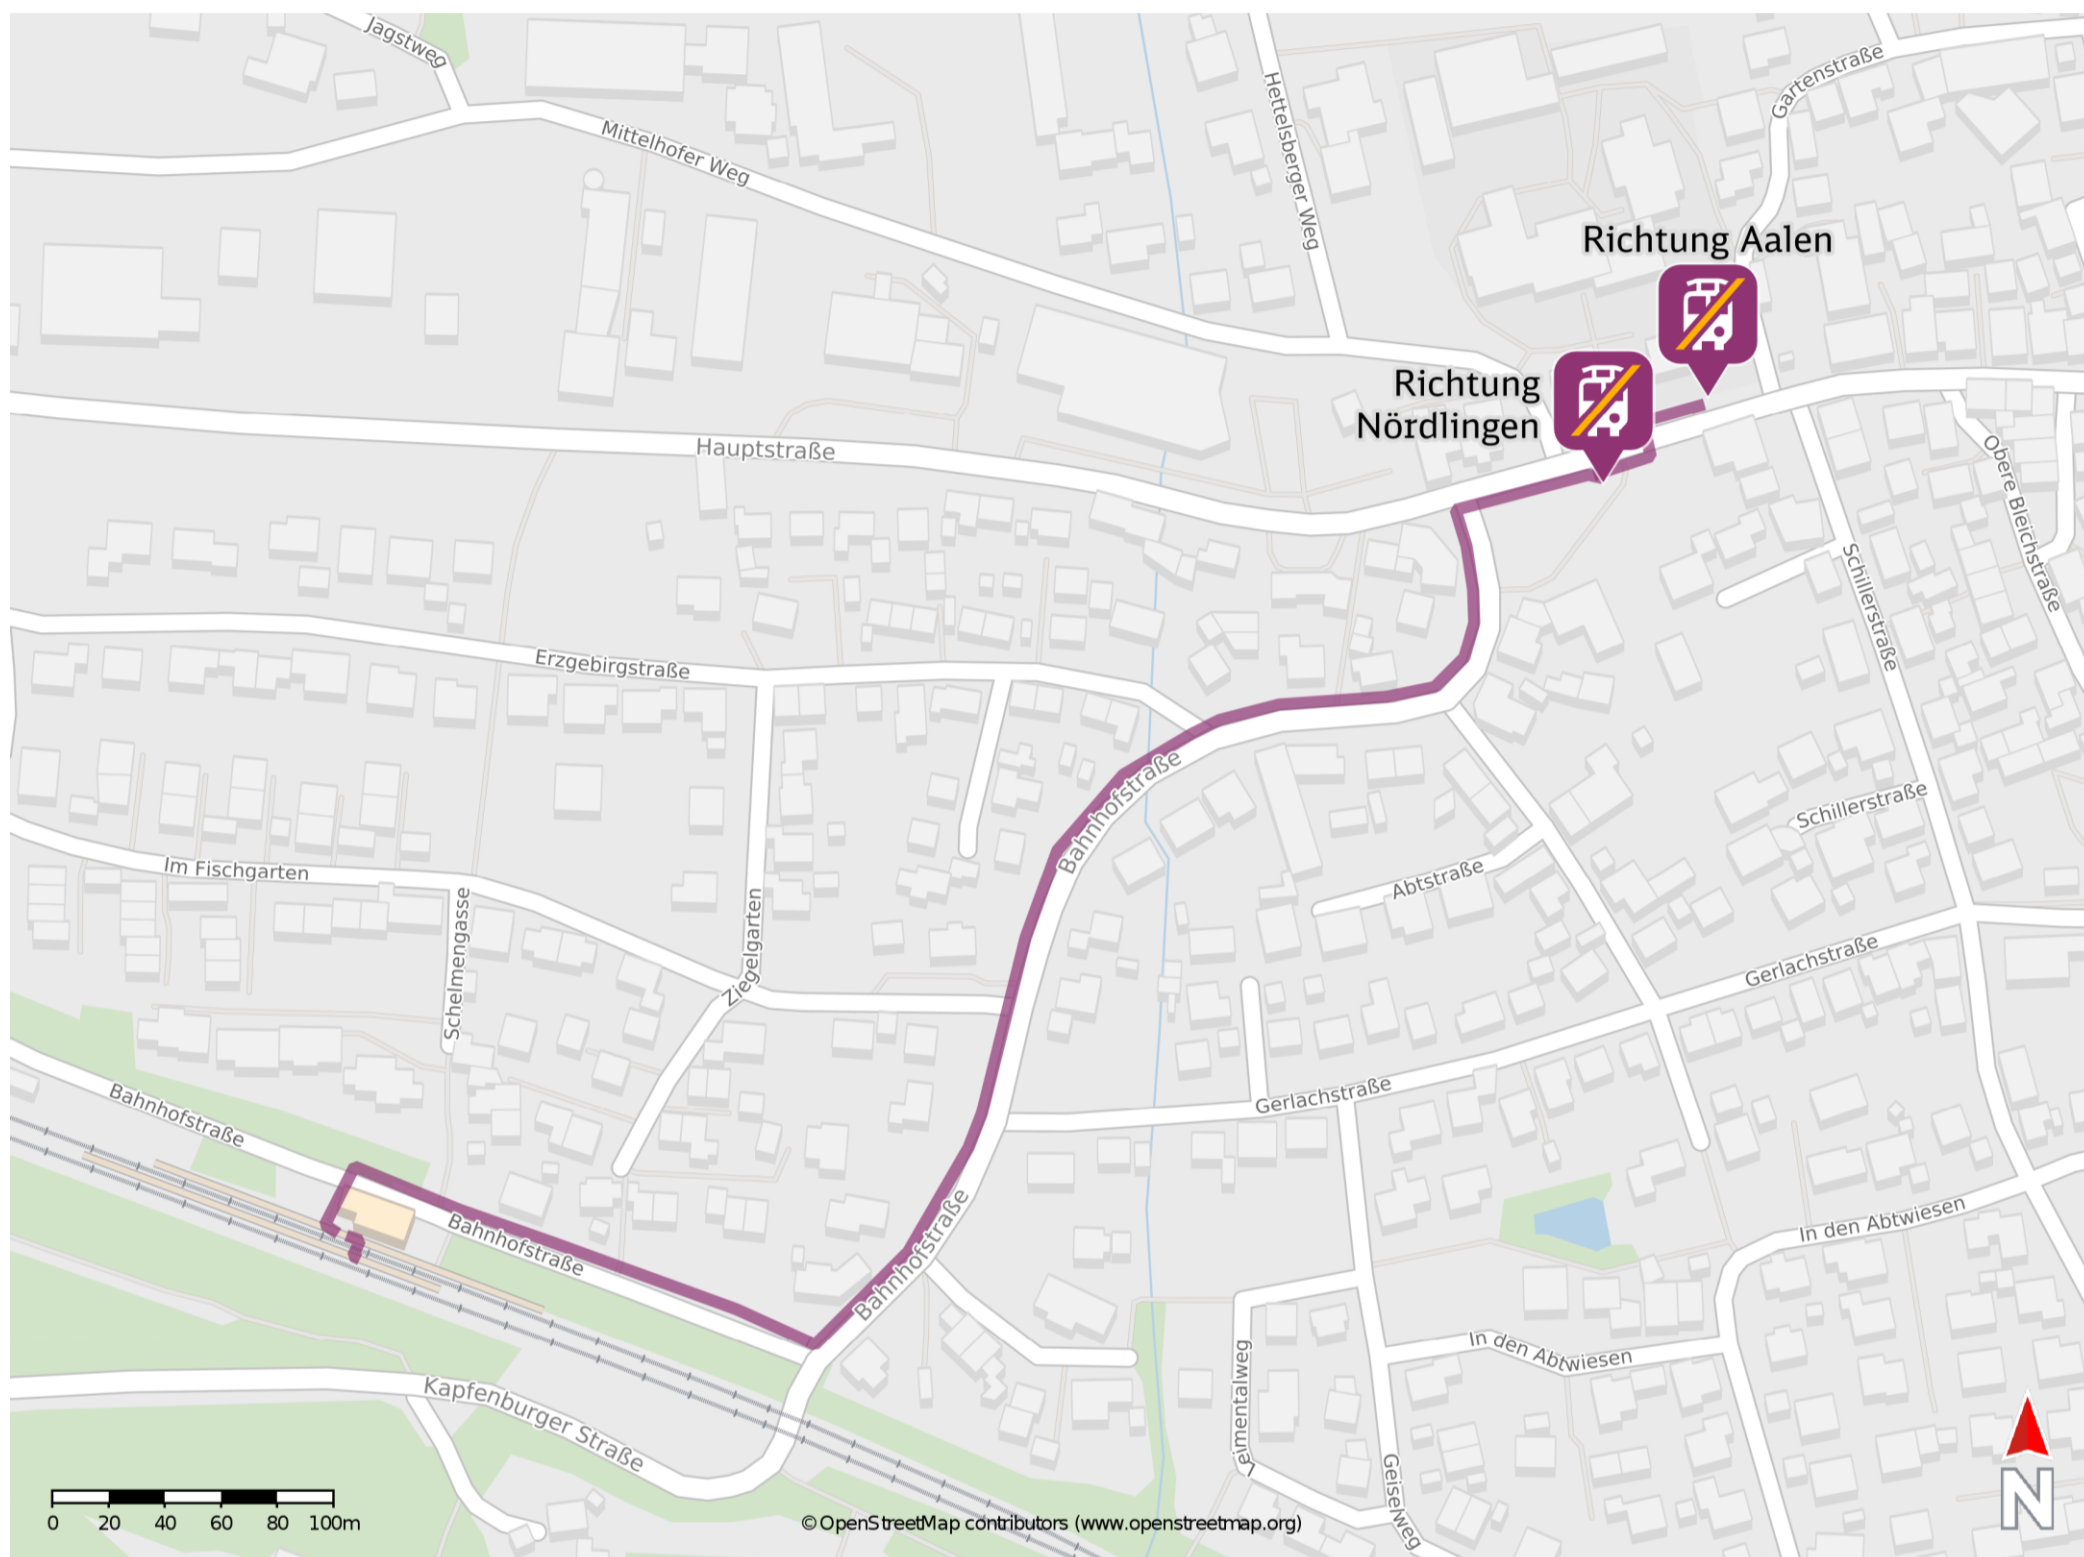 Jagstweg
Mittelhofer Weg
Hettelsberger Weg
Gartenstraße
Richtung Aalen
Richtung
Nördlingen
Hauptstraße
Obere Bleichstraße
Schillerstraße
Erzgebirgstraße
Bahnhofstraße
Schillerstraße
Im Fischgarten
Abtstraße
Schelmengasse
Ziegelgarten
Gerlachstraße
Gerlachstraße
Bahnhofstraße
Bahnhofstraße
Bahnhofstraße
In den Abtwiesen
In den Abtwiesen
Kapfenburger Straße
Leimentalweg
Geiselweg
0 20 40 60 80 100m
© OpenStreetMap contributors (www.openstreetmap.org)
N